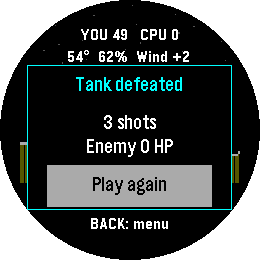 YOU 49 CPU 0
54° 62% Wind +2
Tank defeated
3 shots
Enemy 0 HP
Play again
BACK: menu